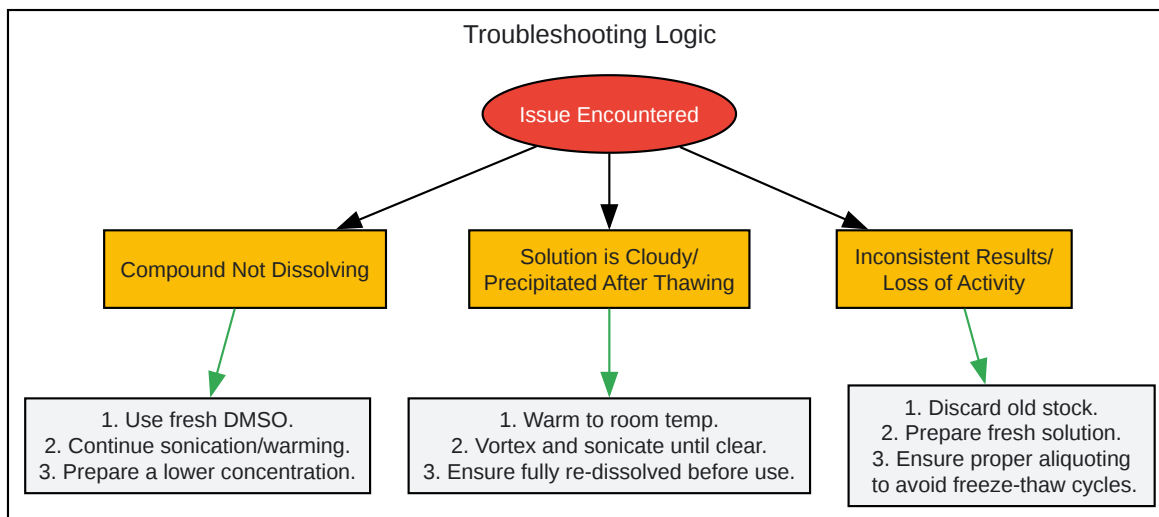 Troubleshooting Logic
Issue Encountered
Compound Not Dissolving
Solution is Cloudy/
Precipitated After Thawing
Inconsistent Results/
Loss of Activity
1. Use fresh DMSO.
2. Continue sonication/warming.
3. Prepare a lower concentration.
1. Warm to room temp.
2. Vortex and sonicate until clear.
3. Ensure fully re-dissolved before use.
1. Discard old stock.
2. Prepare fresh solution.
3. Ensure proper aliquoting
to avoid freeze-thaw cycles.